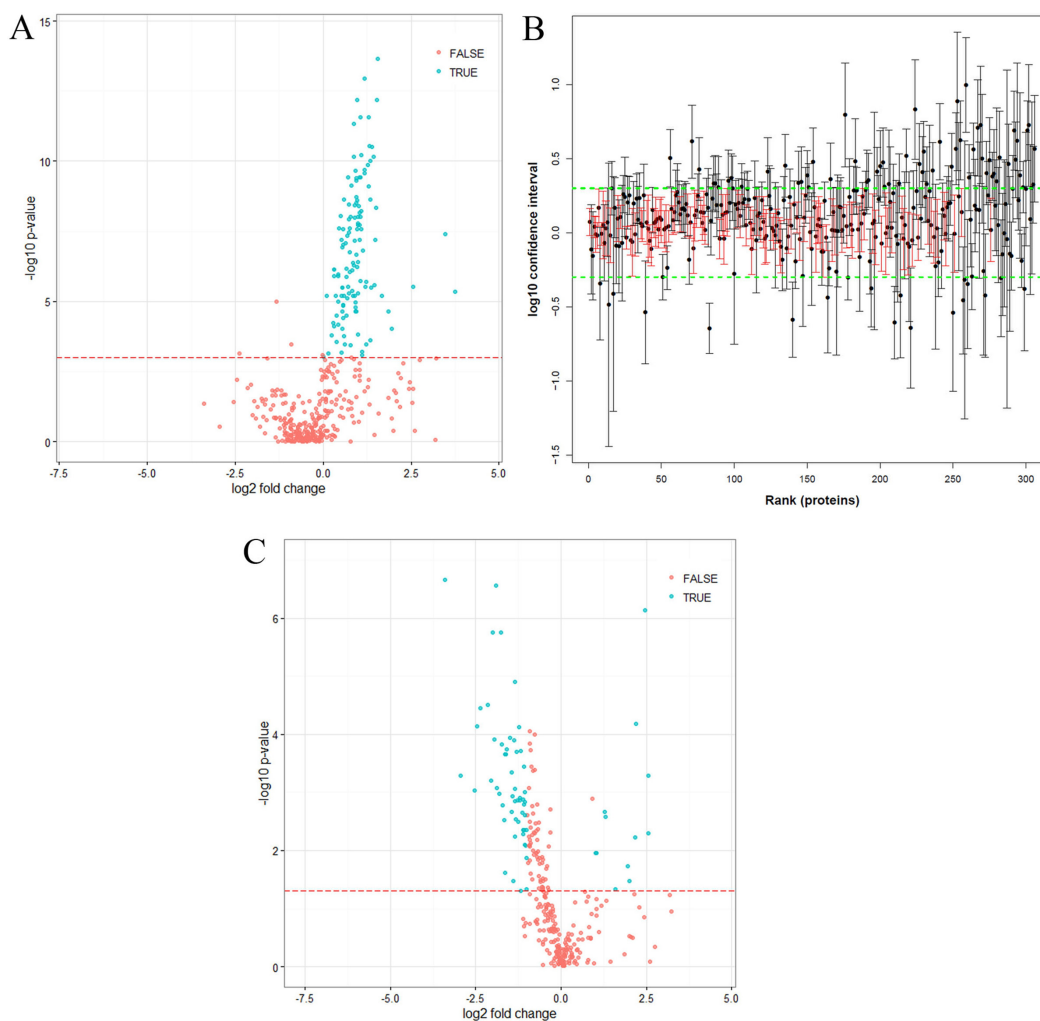 A
15
10
5
0
-log10 p-value
-7.5
-5.0
-2.5
0.0
2.5
5.0
log2 fold change
FALSE
TRUE
B
1.0
0.5
0.0
-0.5
-1.0
-1.5
log10 confidence interval
0
50
100
150
200
250
300
Rank (proteins)
C
6
4
2
0
-log10 p-value
-7.5
-5.0
-2.5
0.0
2.5
5.0
log2 fold change
FALSE
TRUE